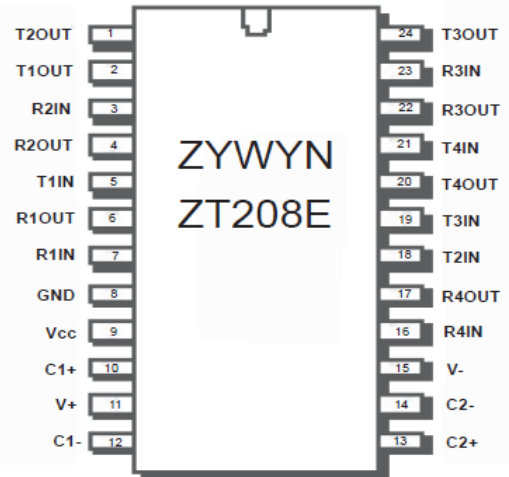 T2OUT 1 24 T3OUT
T1OUT 2 23 R3IN
R2IN 3 22 R3OUT
R2OUT 4 21 T4IN
ZYWYN
T1IN 5 20 T4OUT
ZT208E
R1OUT 6 19 T3IN
R1IN 7 18 T2IN
GND 8 17 R4OUT
Vcc 9 16 R4IN
C1+ 10 15 V-
V+ 11 14 C2-
C1- 12 13 C2+